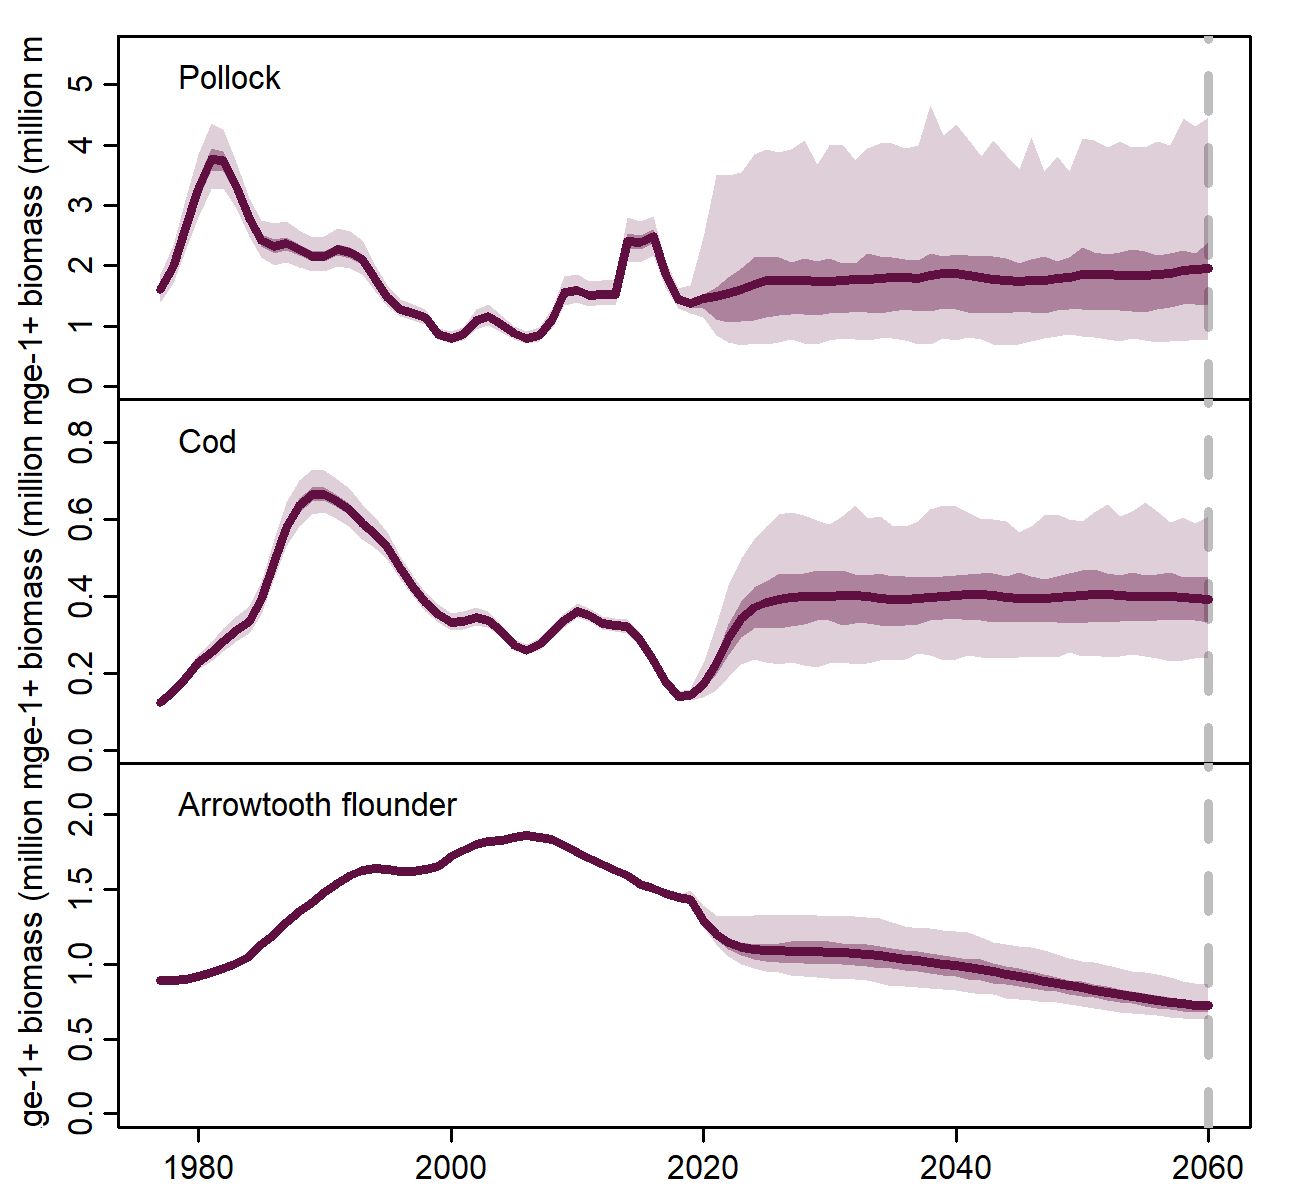 Pollock
0 1 2 3 4 5
ge-1+ biomass (million m
Cod
0.0 0.2 0.4 0.6 0.8
ge-1+ biomass (million m
Arrowtooth flounder
0.0 0.5 1.0 1.5 2.0
ge-1+ biomass (million m
1980 2000 2020 2040 2060